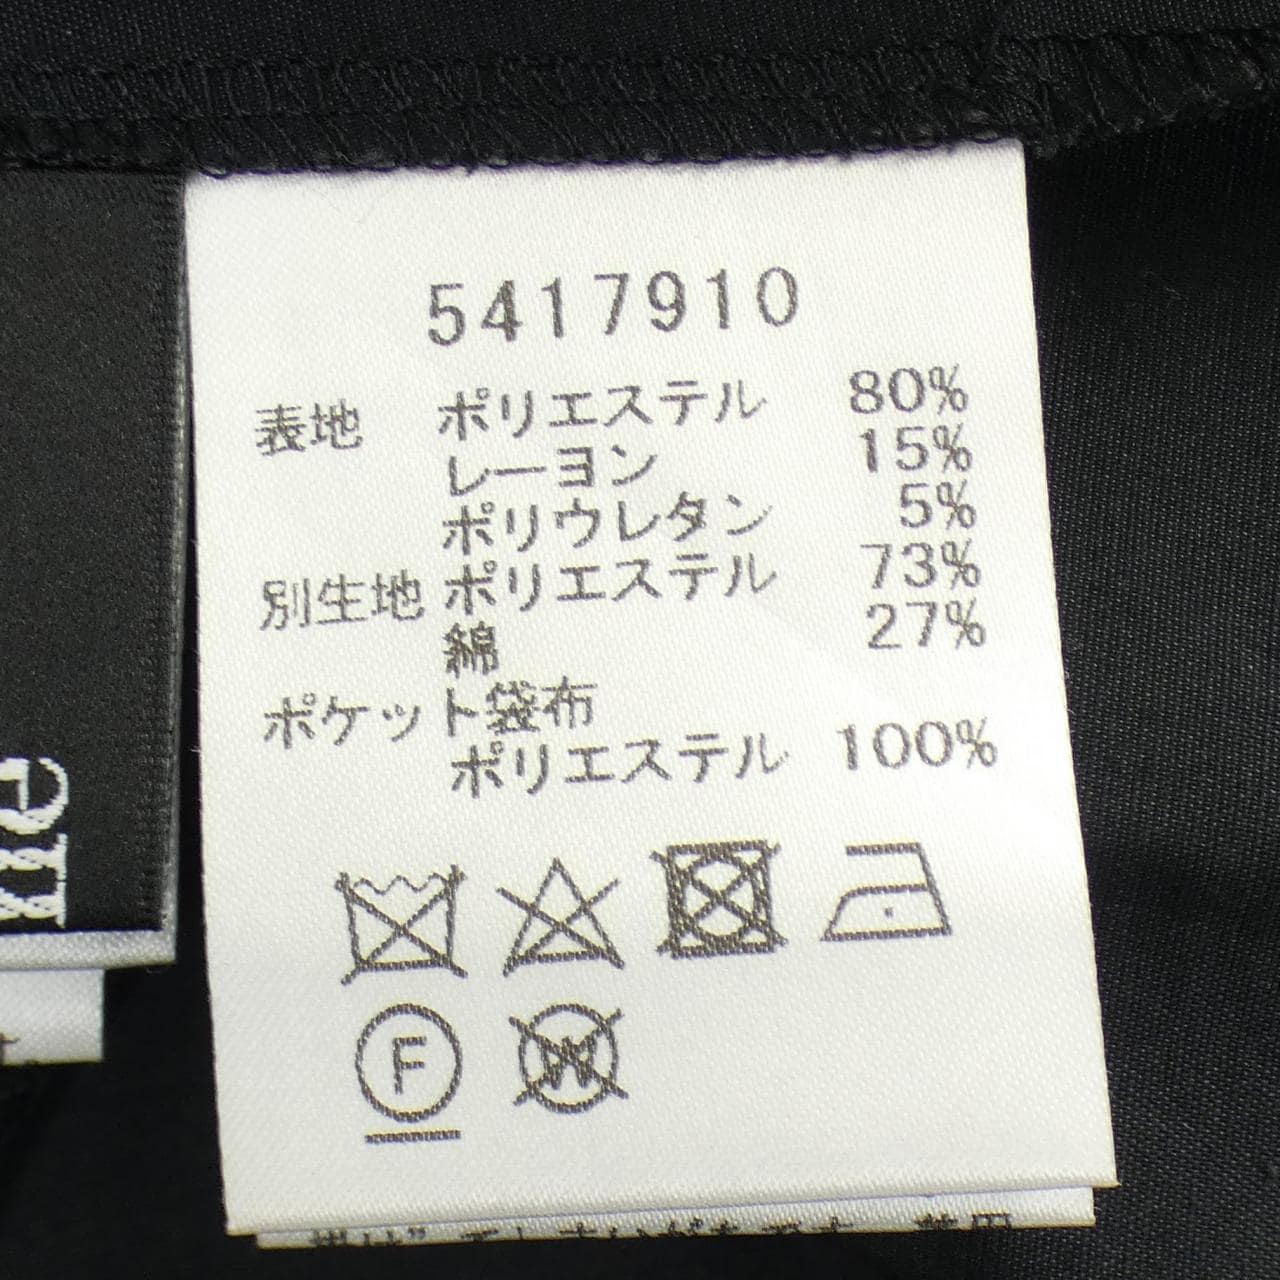 5417910
表地 ポリエステル 80%
レーヨン 15%
ポリウレタン 5%
別生地 ポリエステル 73%
綿 27%
ポケット袋布
ポリエステル 100%
F
W